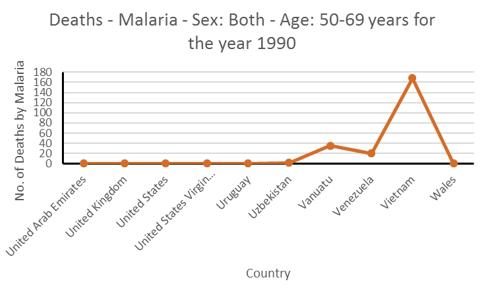 Deaths - Malaria - Sex: Both - Age: 50-69 years for
the year 1990
No. of Deaths by Malaria
180
160
140
120
100
80
60
40
20
0
United Arab Emirates
United Kingdom
United States
United States Virgin...
Uruguay
Uzbekistan
Vanuatu
Venezuela
Vietnam
Wales
Country